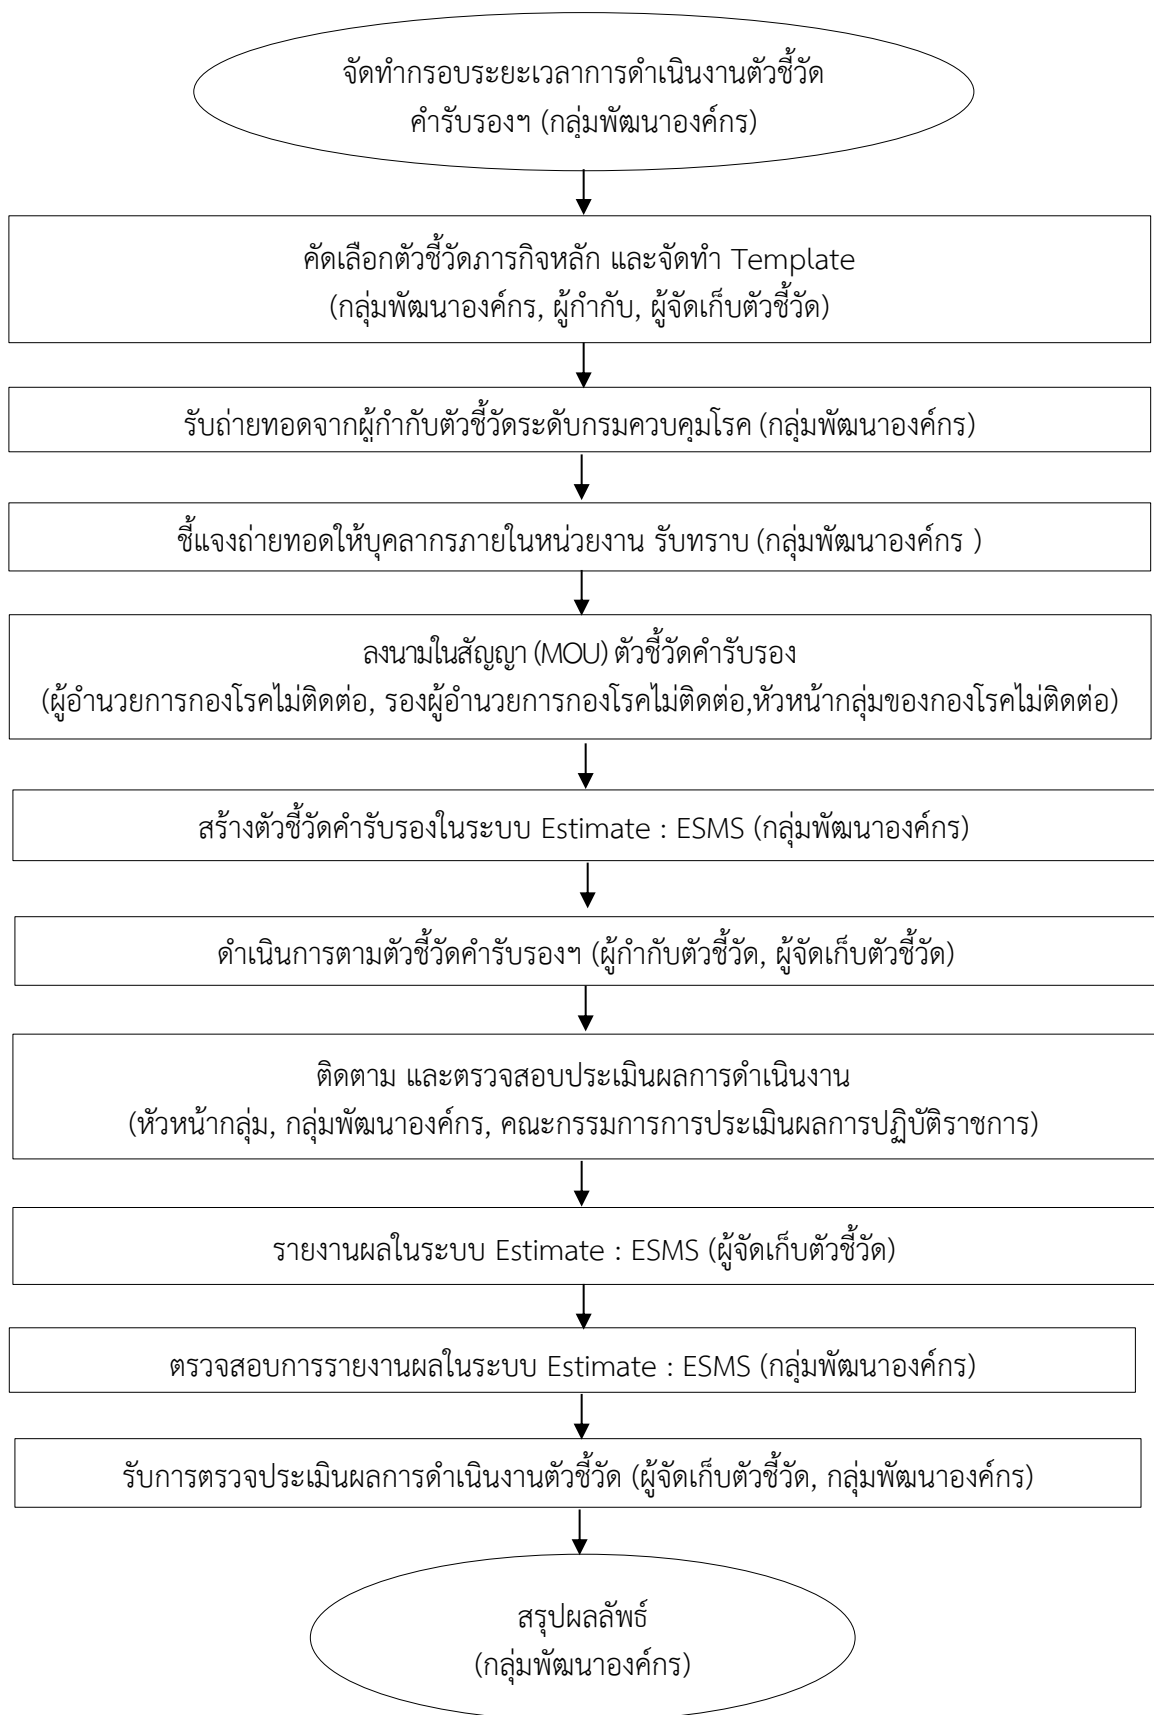 จัดทำกรอบระยะเวลาการดำเนินงานตัวชี้วัด
คำรับรองฯ (กลุ่มพัฒนาองค์กร)
คัดเลือกตัวชี้วัดภารกิจหลัก และจัดทำ Template
(กลุ่มพัฒนาองค์กร, ผู้กำกับ, ผู้จัดเก็บตัวชี้วัด)
รับถ่ายทอดจากผู้กำกับตัวชี้วัดระดับกรมควบคุมโรค (กลุ่มพัฒนาองค์กร)
ชี้แจงถ่ายทอดให้บุคลากรภายในหน่วยงาน รับทราบ (กลุ่มพัฒนาองค์กร )
ลงนามในสัญญา (MOU) ตัวชี้วัดคำรับรอง
(ผู้อำนวยการกองโรคไม่ติดต่อ, รองผู้อำนวยการกองโรคไม่ติดต่อ,หัวหน้ากลุ่มของกองโรคไม่ติดต่อ)
สร้างตัวชี้วัดคำรับรองในระบบ Estimate : ESMS (กลุ่มพัฒนาองค์กร)
ดำเนินการตามตัวชี้วัดคำรับรองฯ (ผู้กำกับตัวชี้วัด, ผู้จัดเก็บตัวชี้วัด)
ติดตาม และตรวจสอบประเมินผลการดำเนินงาน
(หัวหน้ากลุ่ม, กลุ่มพัฒนาองค์กร, คณะกรรมการการประเมินผลการปฏิบัติราชการ)
รายงานผลในระบบ Estimate : ESMS (ผู้จัดเก็บตัวชี้วัด)
ตรวจสอบการรายงานผลในระบบ Estimate : ESMS (กลุ่มพัฒนาองค์กร)
รับการตรวจประเมินผลการดำเนินงานตัวชี้วัด (ผู้จัดเก็บตัวชี้วัด, กลุ่มพัฒนาองค์กร)
สรุปผลลัพธ์
(กลุ่มพัฒนาองค์กร)